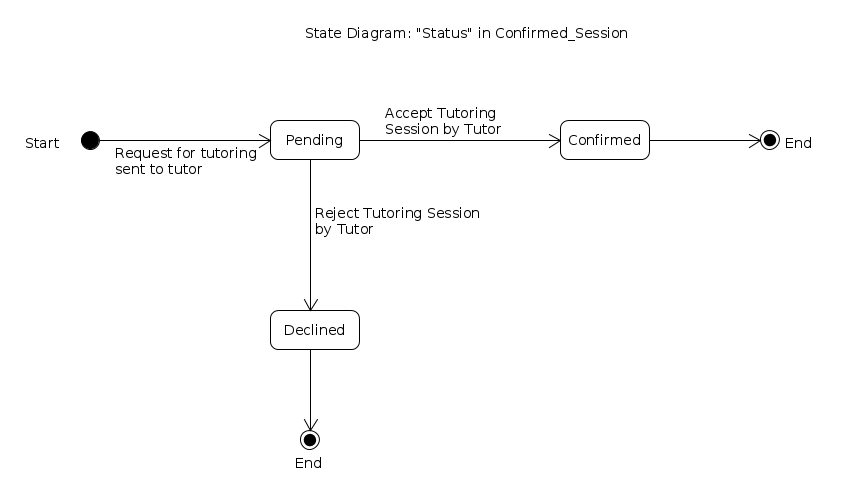 State Diagram: "Status" in Confirmed_Session
Accept Tutoring
Session by Tutor
Start
Pending
Confirmed
End
Request for tutoring
sent to tutor
Reject Tutoring Session
by Tutor
Declined
End